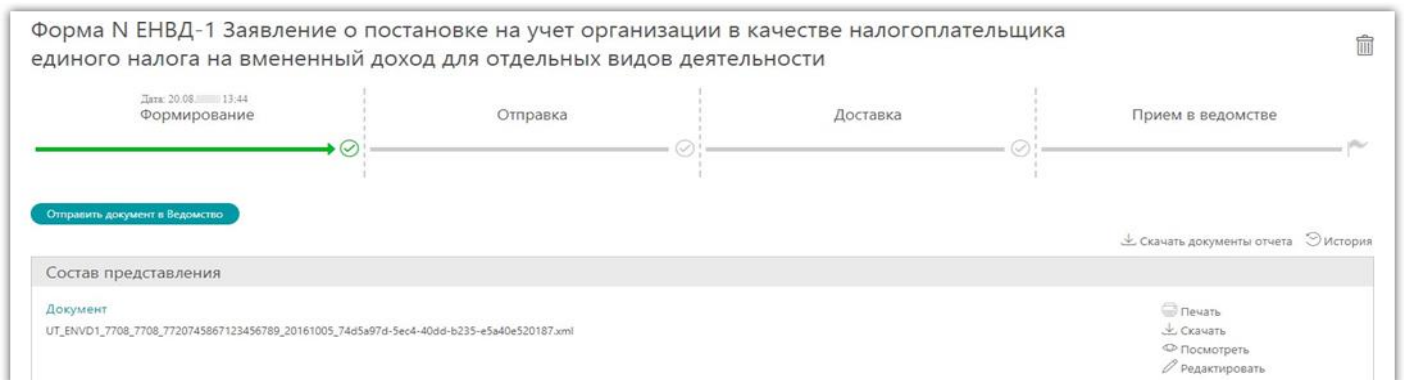 Форма N ЕНВД-1 Заявление о постановке на учет организации в качестве налогоплательщика
единого налога на вмененный доход для отдельных видов деятельности
Дата: 20.08. 13:44
Формирование
Отправка
Доставка
Прием в ведомстве
Отправить документ в Ведомство
Скачать документы отчета
История
Состав представления
Документ
UT_ENVD1_7708_7708_7720745867123456789_20161005_74d5a97d-5ec4-40dd-b235-e5a40e520187.xml
Печать
Скачать
Посмотреть
Редактировать